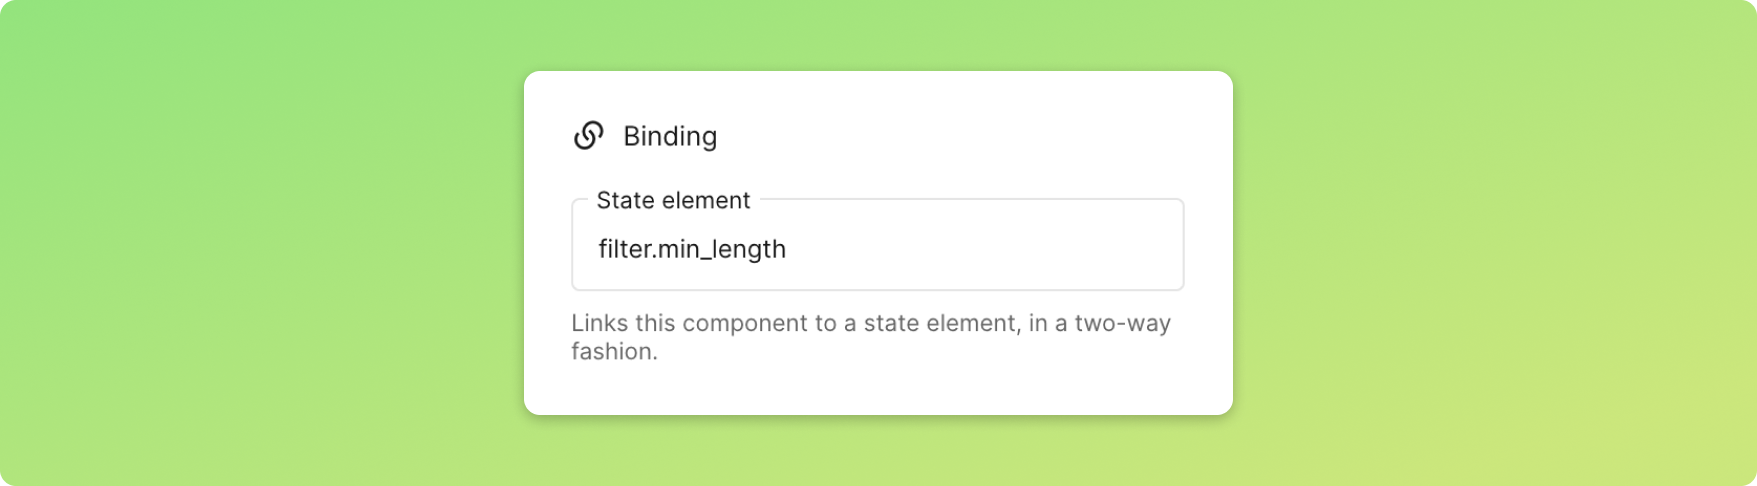 Binding
State element
filter.min_length
Links this component to a state element, in a two-way
fashion.